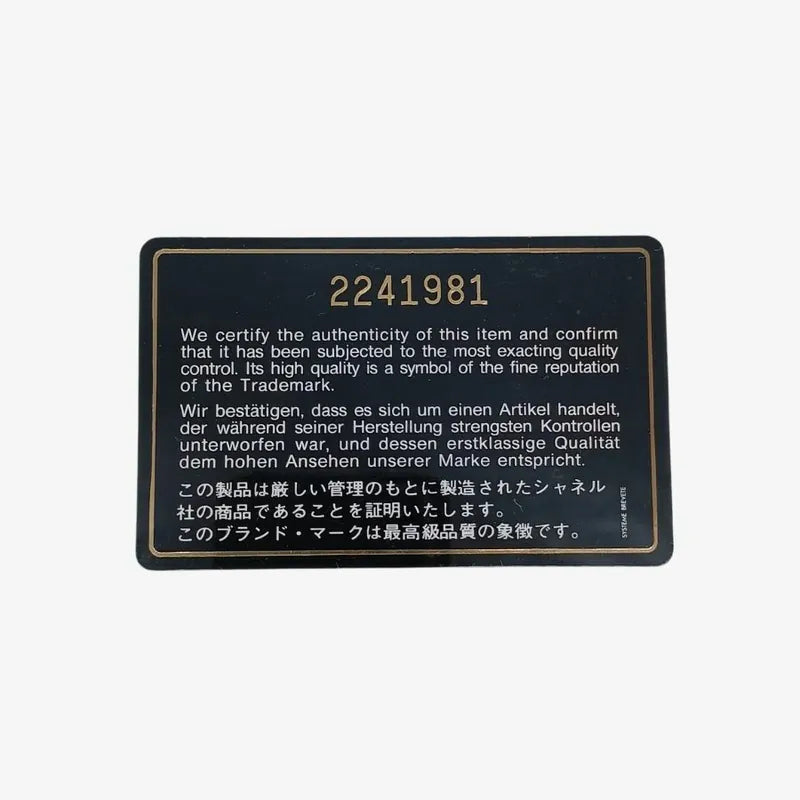 2241981
We certify the authenticity of this item and confirm
that it has been subjected to the most exacting quality
control. Its high quality is a symbol of the fine reputation
of the Trademark.
Wir bestätigen, dass es sich um einen Artikel handelt,
der während seiner Herstellung strengsten Kontrollen
unterworfen war, und dessen erstklassige Qualität
dem hohen Ansehen unserer Marke entspricht.
この製品は厳しい管理のもとに製造されたシャネル
社の商品であることを証明いたします。
このブランド・マークは最高級品質の象徴です。
SYSTEME BREVETE